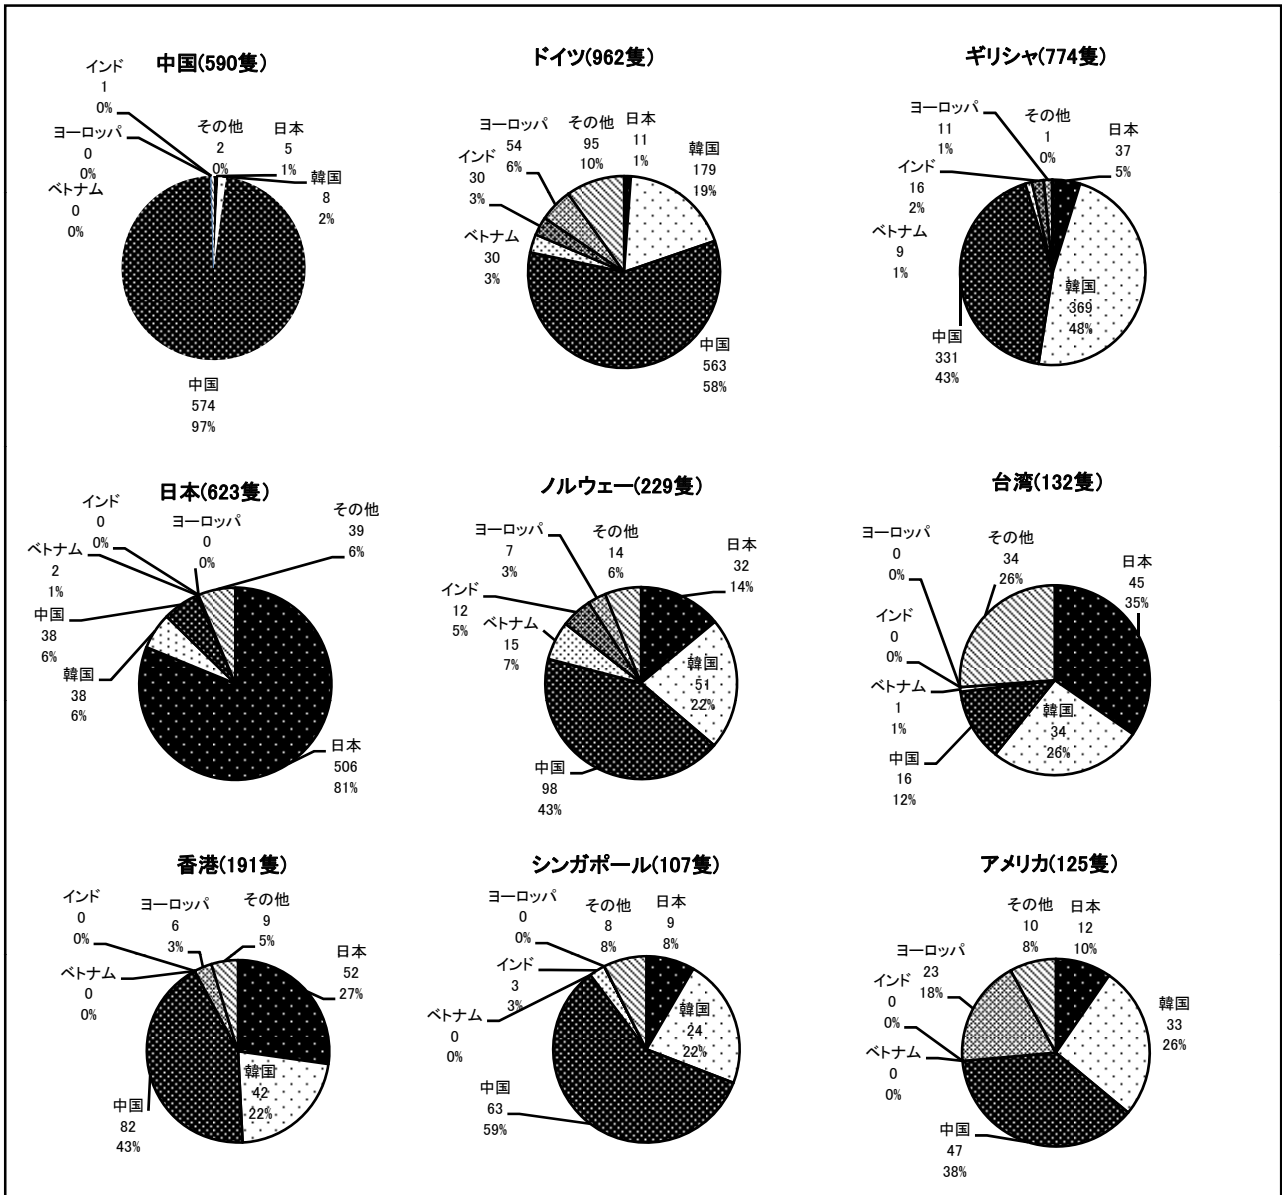 中国(590隻)
インド
1
0%
ヨーロッパ
0
0%
ベトナム
0
0%
その他
2
0%
日本
5
1%
韓国
8
2%
中国
574
97%
ドイツ(962隻)
ヨーロッパ
54
6%
その他
95
10%
日本
11
1%
韓国
179
19%
インド
30
3%
ベトナム
30
3%
中国
563
58%
ギリシャ(774隻)
ヨーロッパ
11
1%
その他
1
0%
日本
37
5%
インド
16
2%
ベトナム
9
1%
韓国
369
48%
中国
331
43%
日本(623隻)
インド
0
0%
ヨーロッパ
0
0%
その他
39
6%
ベトナム
2
1%
中国
38
6%
韓国
38
6%
日本
506
81%
ノルウェー(229隻)
ヨーロッパ
7
3%
その他
14
6%
日本
32
14%
インド
12
5%
ベトナム
15
7%
韓国
51
22%
中国
98
43%
台湾(132隻)
ヨーロッパ
0
0%
その他
34
26%
日本
45
35%
インド
0
0%
ベトナム
1
1%
韓国
34
26%
中国
16
12%
香港(191隻)
インド
0
0%
ヨーロッパ
6
3%
その他
9
5%
日本
52
27%
ベトナム
0
0%
韓国
42
22%
中国
82
43%
シンガポール(107隻)
ヨーロッパ
0
0%
その他
8
8%
日本
9
8%
インド
3
3%
ベトナム
0
0%
韓国
24
22%
中国
63
59%
アメリカ(125隻)
その他
10
8%
日本
12
10%
ヨーロッパ
23
18%
インド
0
0%
ベトナム
0
0%
韓国
33
26%
中国
47
38%